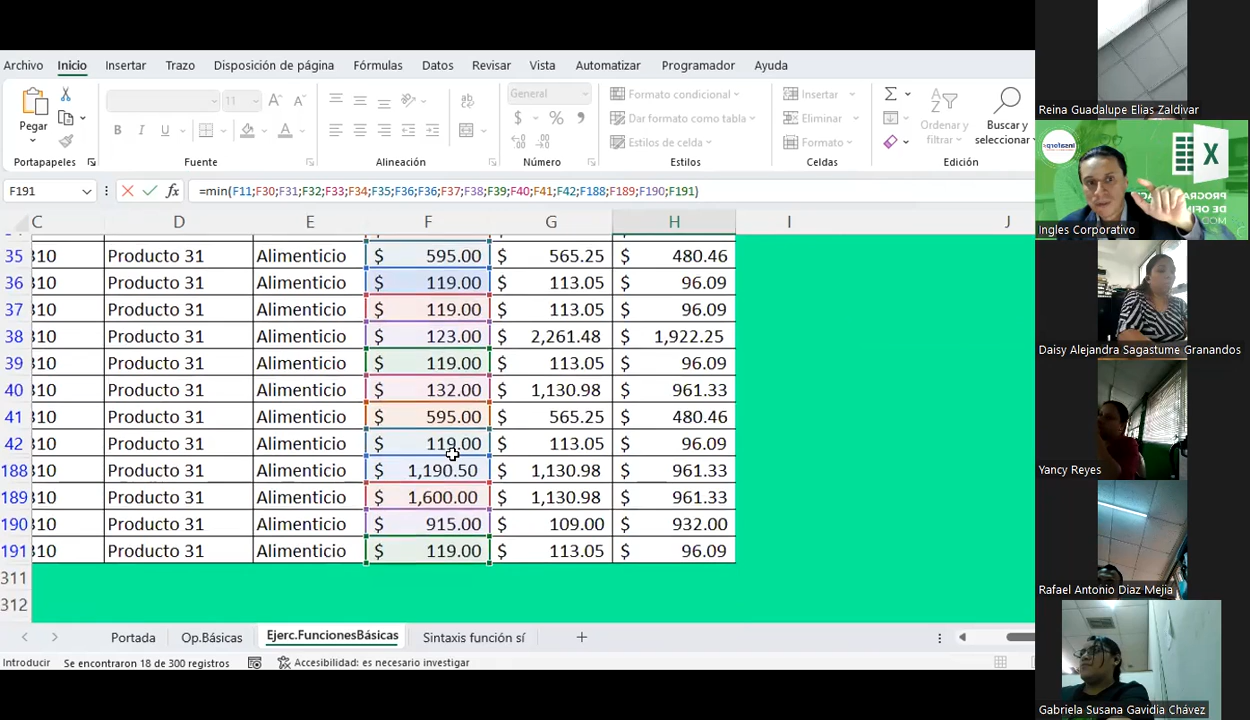 Archivo Inicio Insertar Trazo Disposición de página Fórmulas Datos Revisar Vista Automatizar Programador Ayuda
Pegar
11
General
Formato condicional
Dar formato como tabla
Estilos de celda
Insertar
Eliminar
Formato
Ordenar y filtrar
Buscar y seleccionar
N K S
$ % 9
Portapapeles Fuente Alineación Número Estilos Celdas Edición
F191 fx =min(F11;F30;F31;F32;F33;F34;F35;F36;F36;F37;F38;F39;F40;F41;F42;F188;F189;F190;F191)
C D E F G H I J
35 310 Producto 31 Alimenticio $ 595.00 $ 565.25 $ 480.46
36 310 Producto 31 Alimenticio $ 119.00 $ 113.05 $ 96.09
37 310 Producto 31 Alimenticio $ 119.00 $ 113.05 $ 96.09
38 310 Producto 31 Alimenticio $ 123.00 $ 2,261.48 $ 1,922.25
39 310 Producto 31 Alimenticio $ 119.00 $ 113.05 $ 96.09
40 310 Producto 31 Alimenticio $ 132.00 $ 1,130.98 $ 961.33
41 310 Producto 31 Alimenticio $ 595.00 $ 565.25 $ 480.46
42 310 Producto 31 Alimenticio $ 119.00 $ 113.05 $ 96.09
188 310 Producto 31 Alimenticio $ 1,190.50 $ 1,130.98 $ 961.33
189 310 Producto 31 Alimenticio $ 1,600.00 $ 1,130.98 $ 961.33
190 310 Producto 31 Alimenticio $ 915.00 $ 109.00 $ 932.00
191 310 Producto 31 Alimenticio $ 119.00 $ 113.05 $ 96.09
311
312
Portada Op.Básicas Ejerc.FuncionesBásicas Sintaxis función sí
Introducir Se encontraron 18 de 300 registros Accesibilidad: es necesario investigar
Reina Guadalupe Elias Zaldivar
Ingles Corporativo
Daisy Alejandra Sagastume Granandos
Yancy Reyes
Rafael Antonio Diaz Mejia
Gabriela Susana Gavidia Chávez